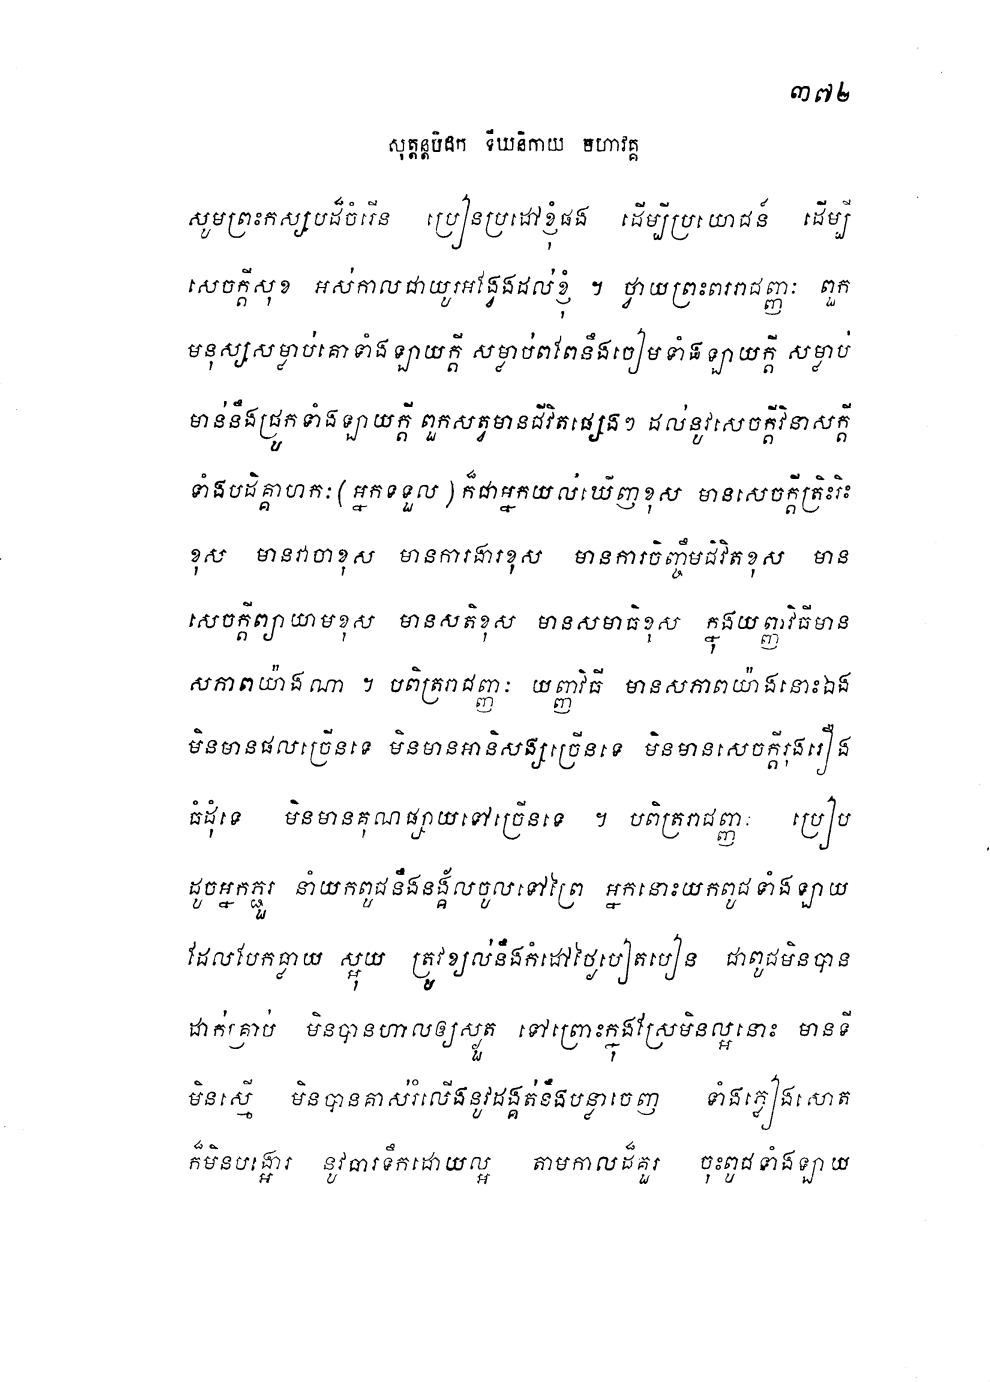 ៣៧២
សុត្តន្តបិដក ទីឃនិកាយ មហាវគ្គ
សូមព្រះកស្សបដ៏ចំរើន ប្រៀនប្រដៅខ្ញុំផង ដើម្បីប្រយោជន៍ ដើម្បី
សេចក្តីសុខ អស់កាលជាយូរអង្វែងដល់ខ្ញុំ ។ ថ្វាយព្រះពររាជញ្ញៈ ពួក
មនុស្សសម្លាប់គោទាំងឡាយក្តី សម្លាប់ពពែនឹងចៀមទាំងឡាយក្តី សម្លាប់
មាន់នឹងជ្រូកទាំងឡាយក្តី ពួកសត្វមានជីវិតផ្សេងៗ ដល់នូវសេចក្តីវិនាសក្តី
ទាំងបដិគ្គាហកៈ (អ្នកទទួល) ក៏ជាអ្នកយល់ឃើញខុស មានសេចក្តីត្រិះរិះ
ខុស មានវាចាខុស មានការងារខុស មានការចិញ្ចឹមជីវិតខុស មាន
សេចក្តីព្យាយាមខុស មានសតិខុស មានសមាធិខុស ក្នុងយញ្ញវិធីមាន
សភាពយ៉ាងណា ។ បពិត្ររាជញ្ញៈ យញ្ញវិធី មានសភាពយ៉ាងនោះឯង
មិនមានផលច្រើនទេ មិនមានអានិសង្សច្រើនទេ មិនមានសេចក្តីរុងរឿង
ធំដុំទេ មិនមានគុណផ្សាយទៅច្រើនទេ ។ បពិត្ររាជញ្ញៈ ប្រៀប
ដូចអ្នកភ្ជួរ នាំយកពូជនឹងនង្គ័លចូលទៅព្រៃ អ្នកនោះយកពូជទាំងឡាយ
ដែលបែកធ្លាយ ស្អុយ ត្រូវខ្យល់នឹងកំដៅថ្ងៃបៀតបៀន ជាពូជមិនបាន
ដាក់គ្រាប់ មិនបានហាលឲ្យស្ងួត ទៅព្រោះក្នុងស្រែមិនល្អនោះ មានទី
មិនស្មើ មិនបានគាស់រំលើងនូវដង្គត់នឹងបន្លាចេញ ទាំងភ្លៀងសោត
ក៏មិនបង្អោរ នូវធារទឹកដោយល្អ តាមកាលដ៏គួរ ចុះពូជទាំងឡាយ